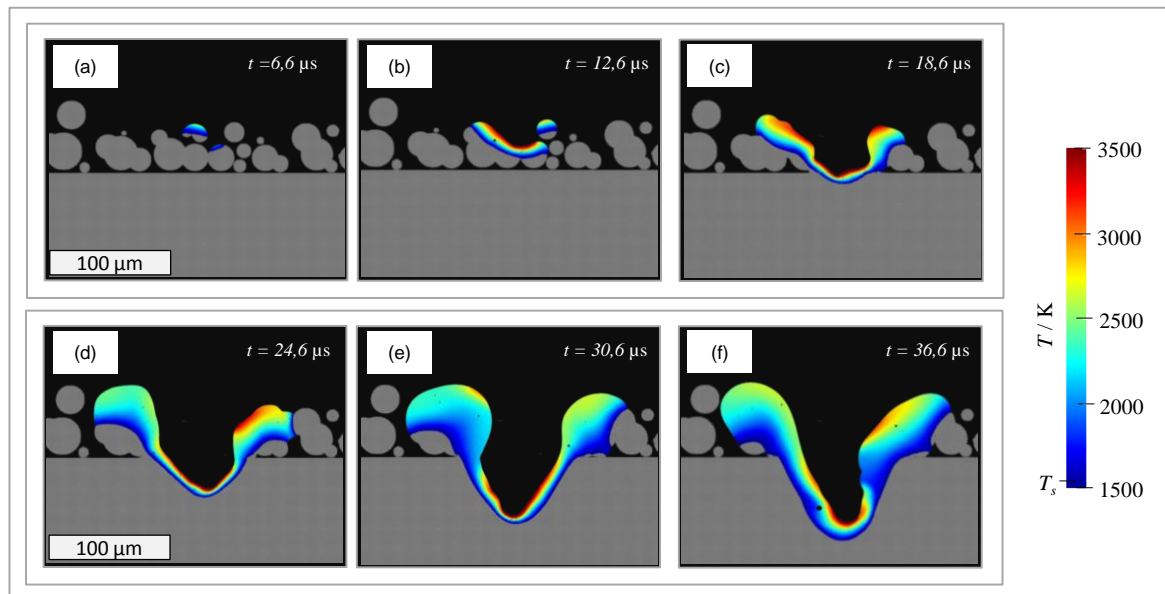 (a)
t =6,6 µs
(b)
t = 12,6 µs
(c)
t = 18,6 µs
100 µm
(d)
t = 24,6 µs
(e)
t = 30,6 µs
(f)
t = 36,6 µs
100 µm
3500
3000
2500
2000
1500
T / K
Ts